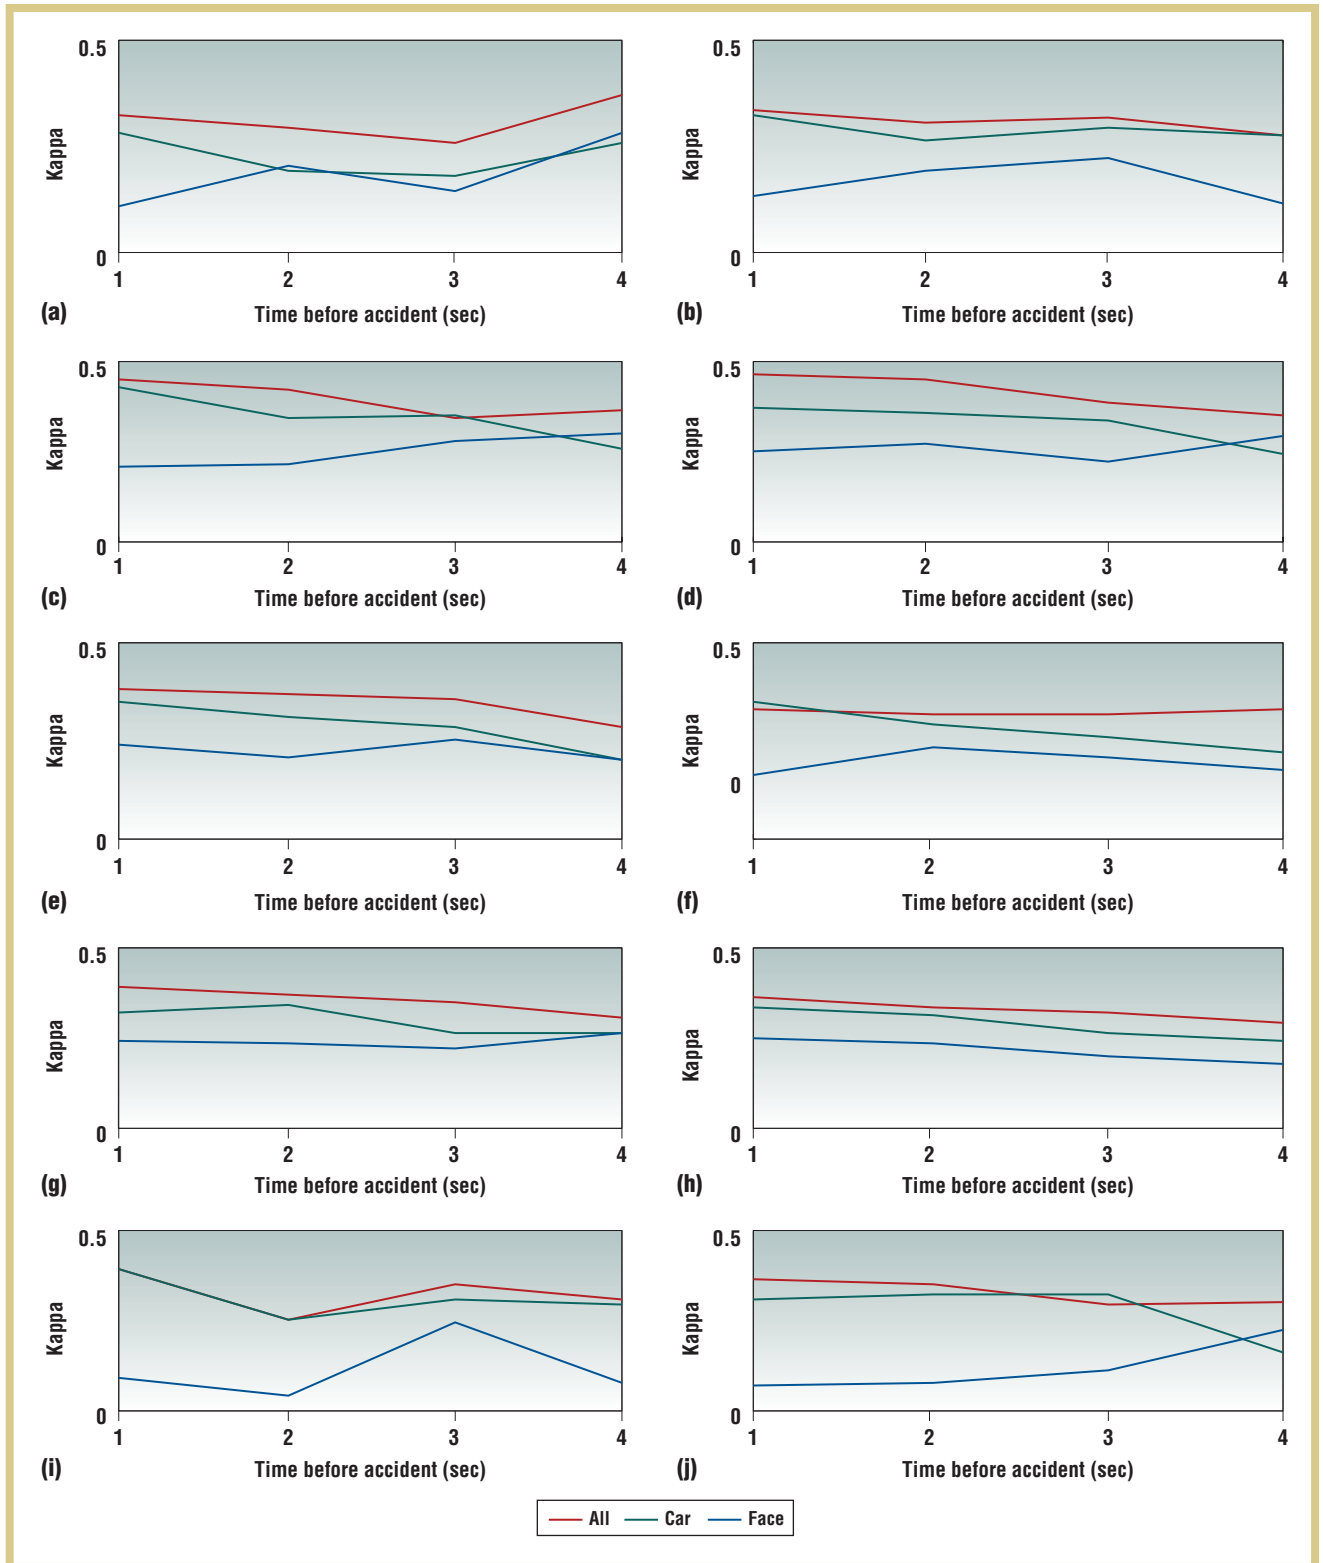 0.5
Kappa
0
1 2 3 4
(a) Time before accident (sec)
0.5
Kappa
0
1 2 3 4
(b) Time before accident (sec)
0.5
Kappa
0
1 2 3 4
(c) Time before accident (sec)
0.5
Kappa
0
1 2 3 4
(d) Time before accident (sec)
0.5
Kappa
0
1 2 3 4
(e) Time before accident (sec)
0.5
Kappa
0
1 2 3 4
(f) Time before accident (sec)
0.5
Kappa
0
1 2 3 4
(g) Time before accident (sec)
0.5
Kappa
0
1 2 3 4
(h) Time before accident (sec)
0.5
Kappa
0
1 2 3 4
(i) Time before accident (sec)
0.5
Kappa
0
1 2 3 4
(j) Time before accident (sec)
All Car Face